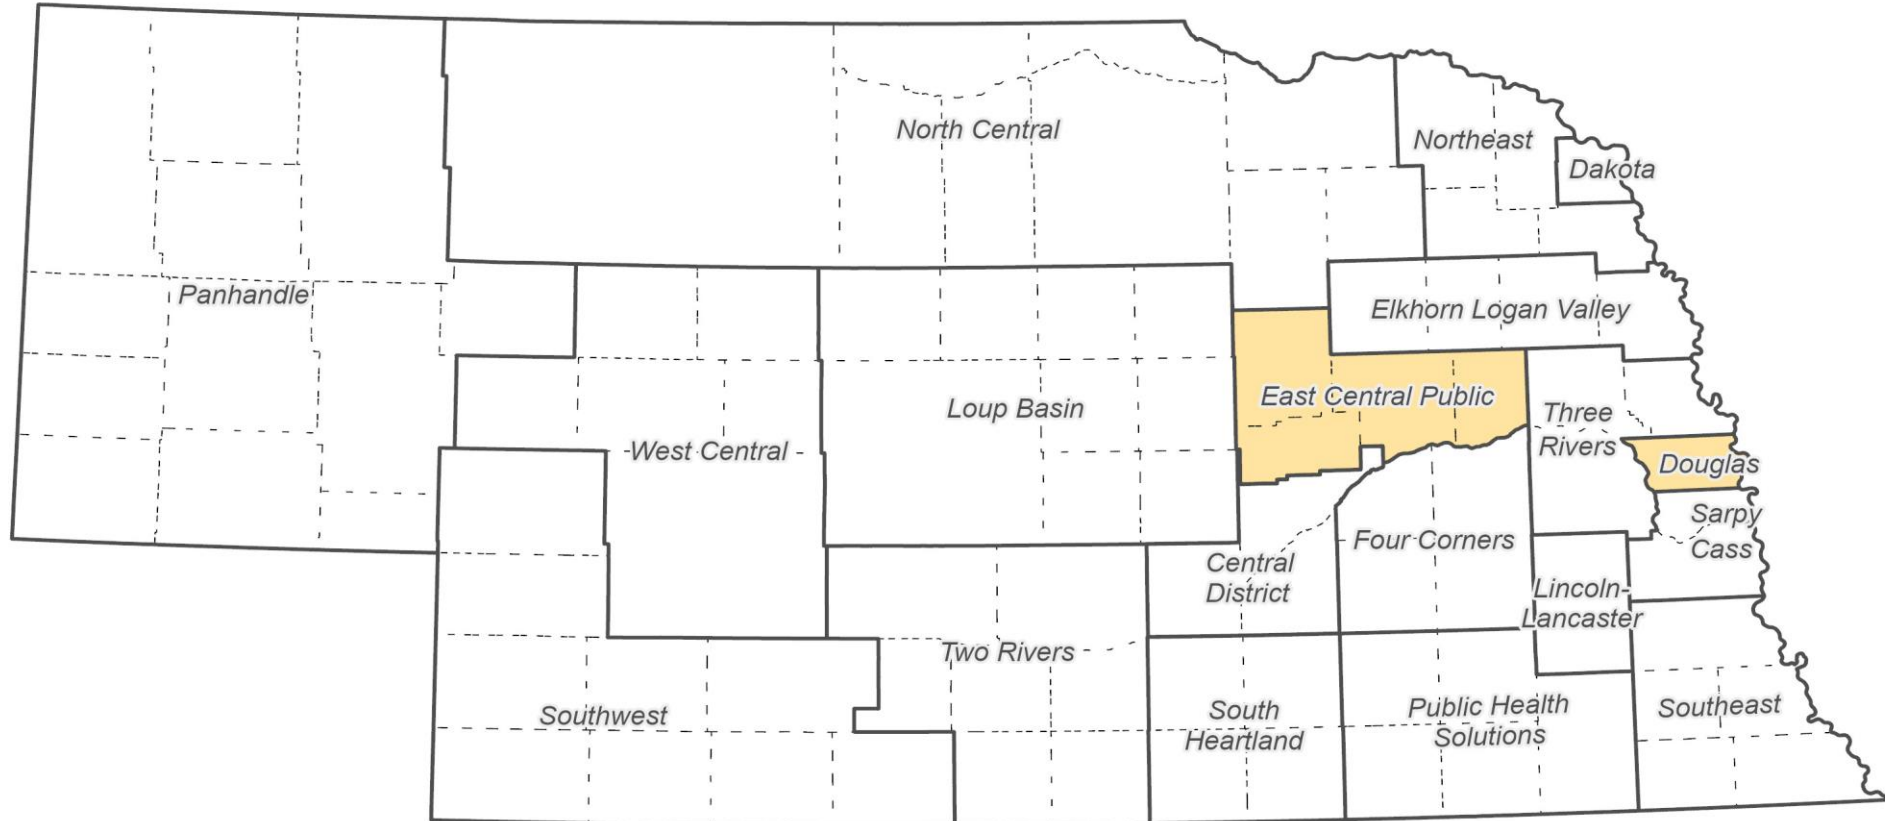 North Central
Northeast
Dakota
Panhandle
Elkhorn Logan Valley
East Central Public
Loup Basin
Three
Rivers
West Central
Douglas
Sarpy
Cass
Four Corners
Central
District
Lincoln-
Lancaster
Two Rivers
Southwest
South
Heartland
Public Health
Solutions
Southeast